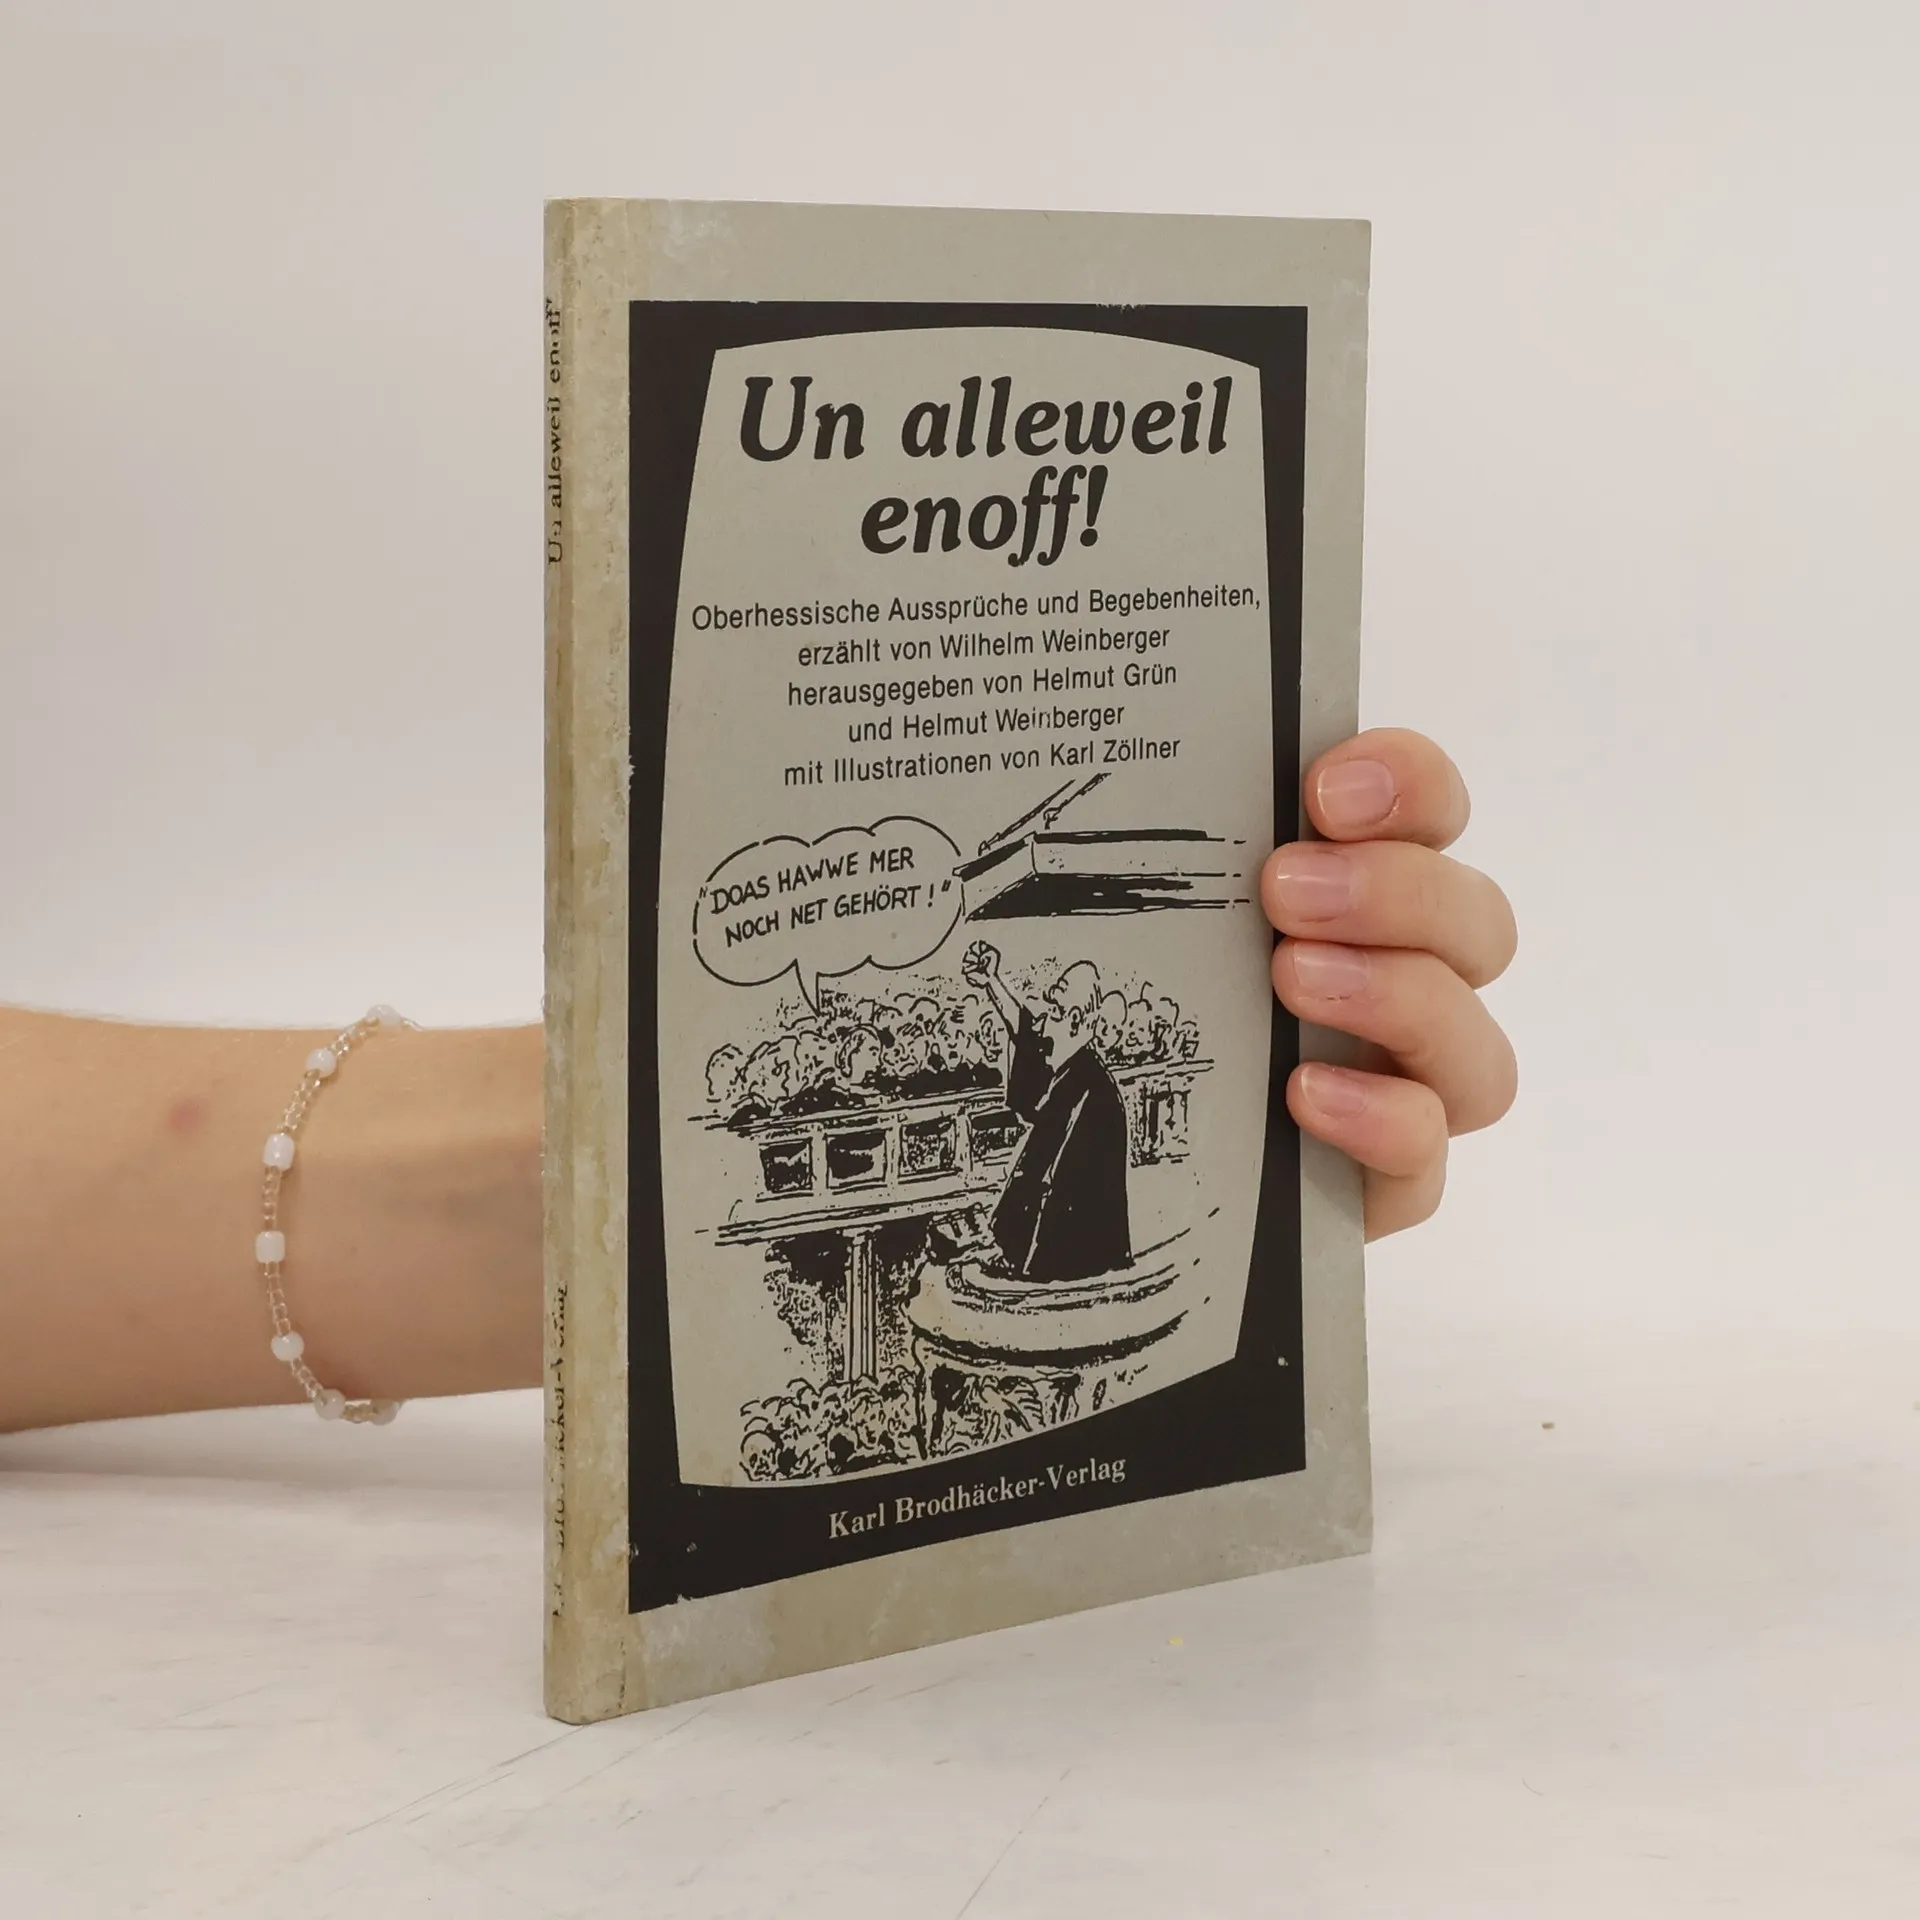 Un alleweil enoff
Un alleweil
enoff!
Oberhessische Aussprüche und Begebenheiten,
erzählt von Wilhelm Weinberger
herausgegeben von Helmut Grün
und Helmut Weinberger
mit Illustrationen von Karl Zöllner
"DOAS HAWWE MER
NOCH NET GEHÖRT!"
Karl Brodhäcker-Verlag